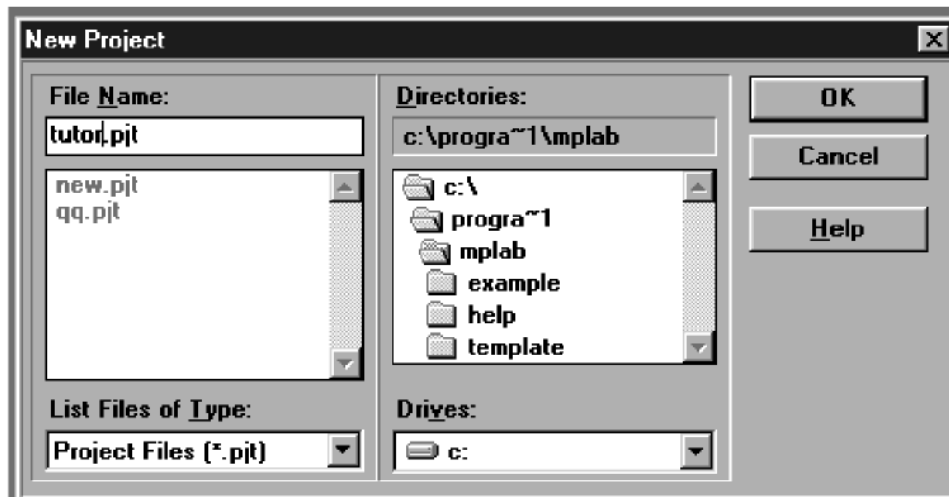 New Project
File Name:
tutor.pjt
new.pjt
qq.pjt
List Files of Type:
Project Files (*.pjt)
Directories:
c:\progra~1\mplab
c:\
progra~1
mplab
example
help
template
Drives:
c:
OK
Cancel
Help